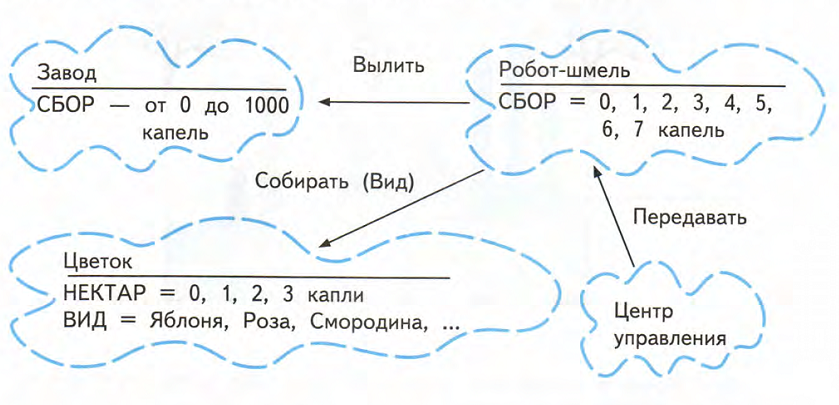 Завод
СБОР — от 0 до 1000
капель
Вылить
Робот-шмель
СБОР = 0, 1, 2, 3, 4, 5,
6, 7 капель
Собирать (Вид)
Передавать
Цветок
НЕКТАР = 0, 1, 2, 3 капли
ВИД = Яблоня, Роза, Смородина, ...
Центр
управления